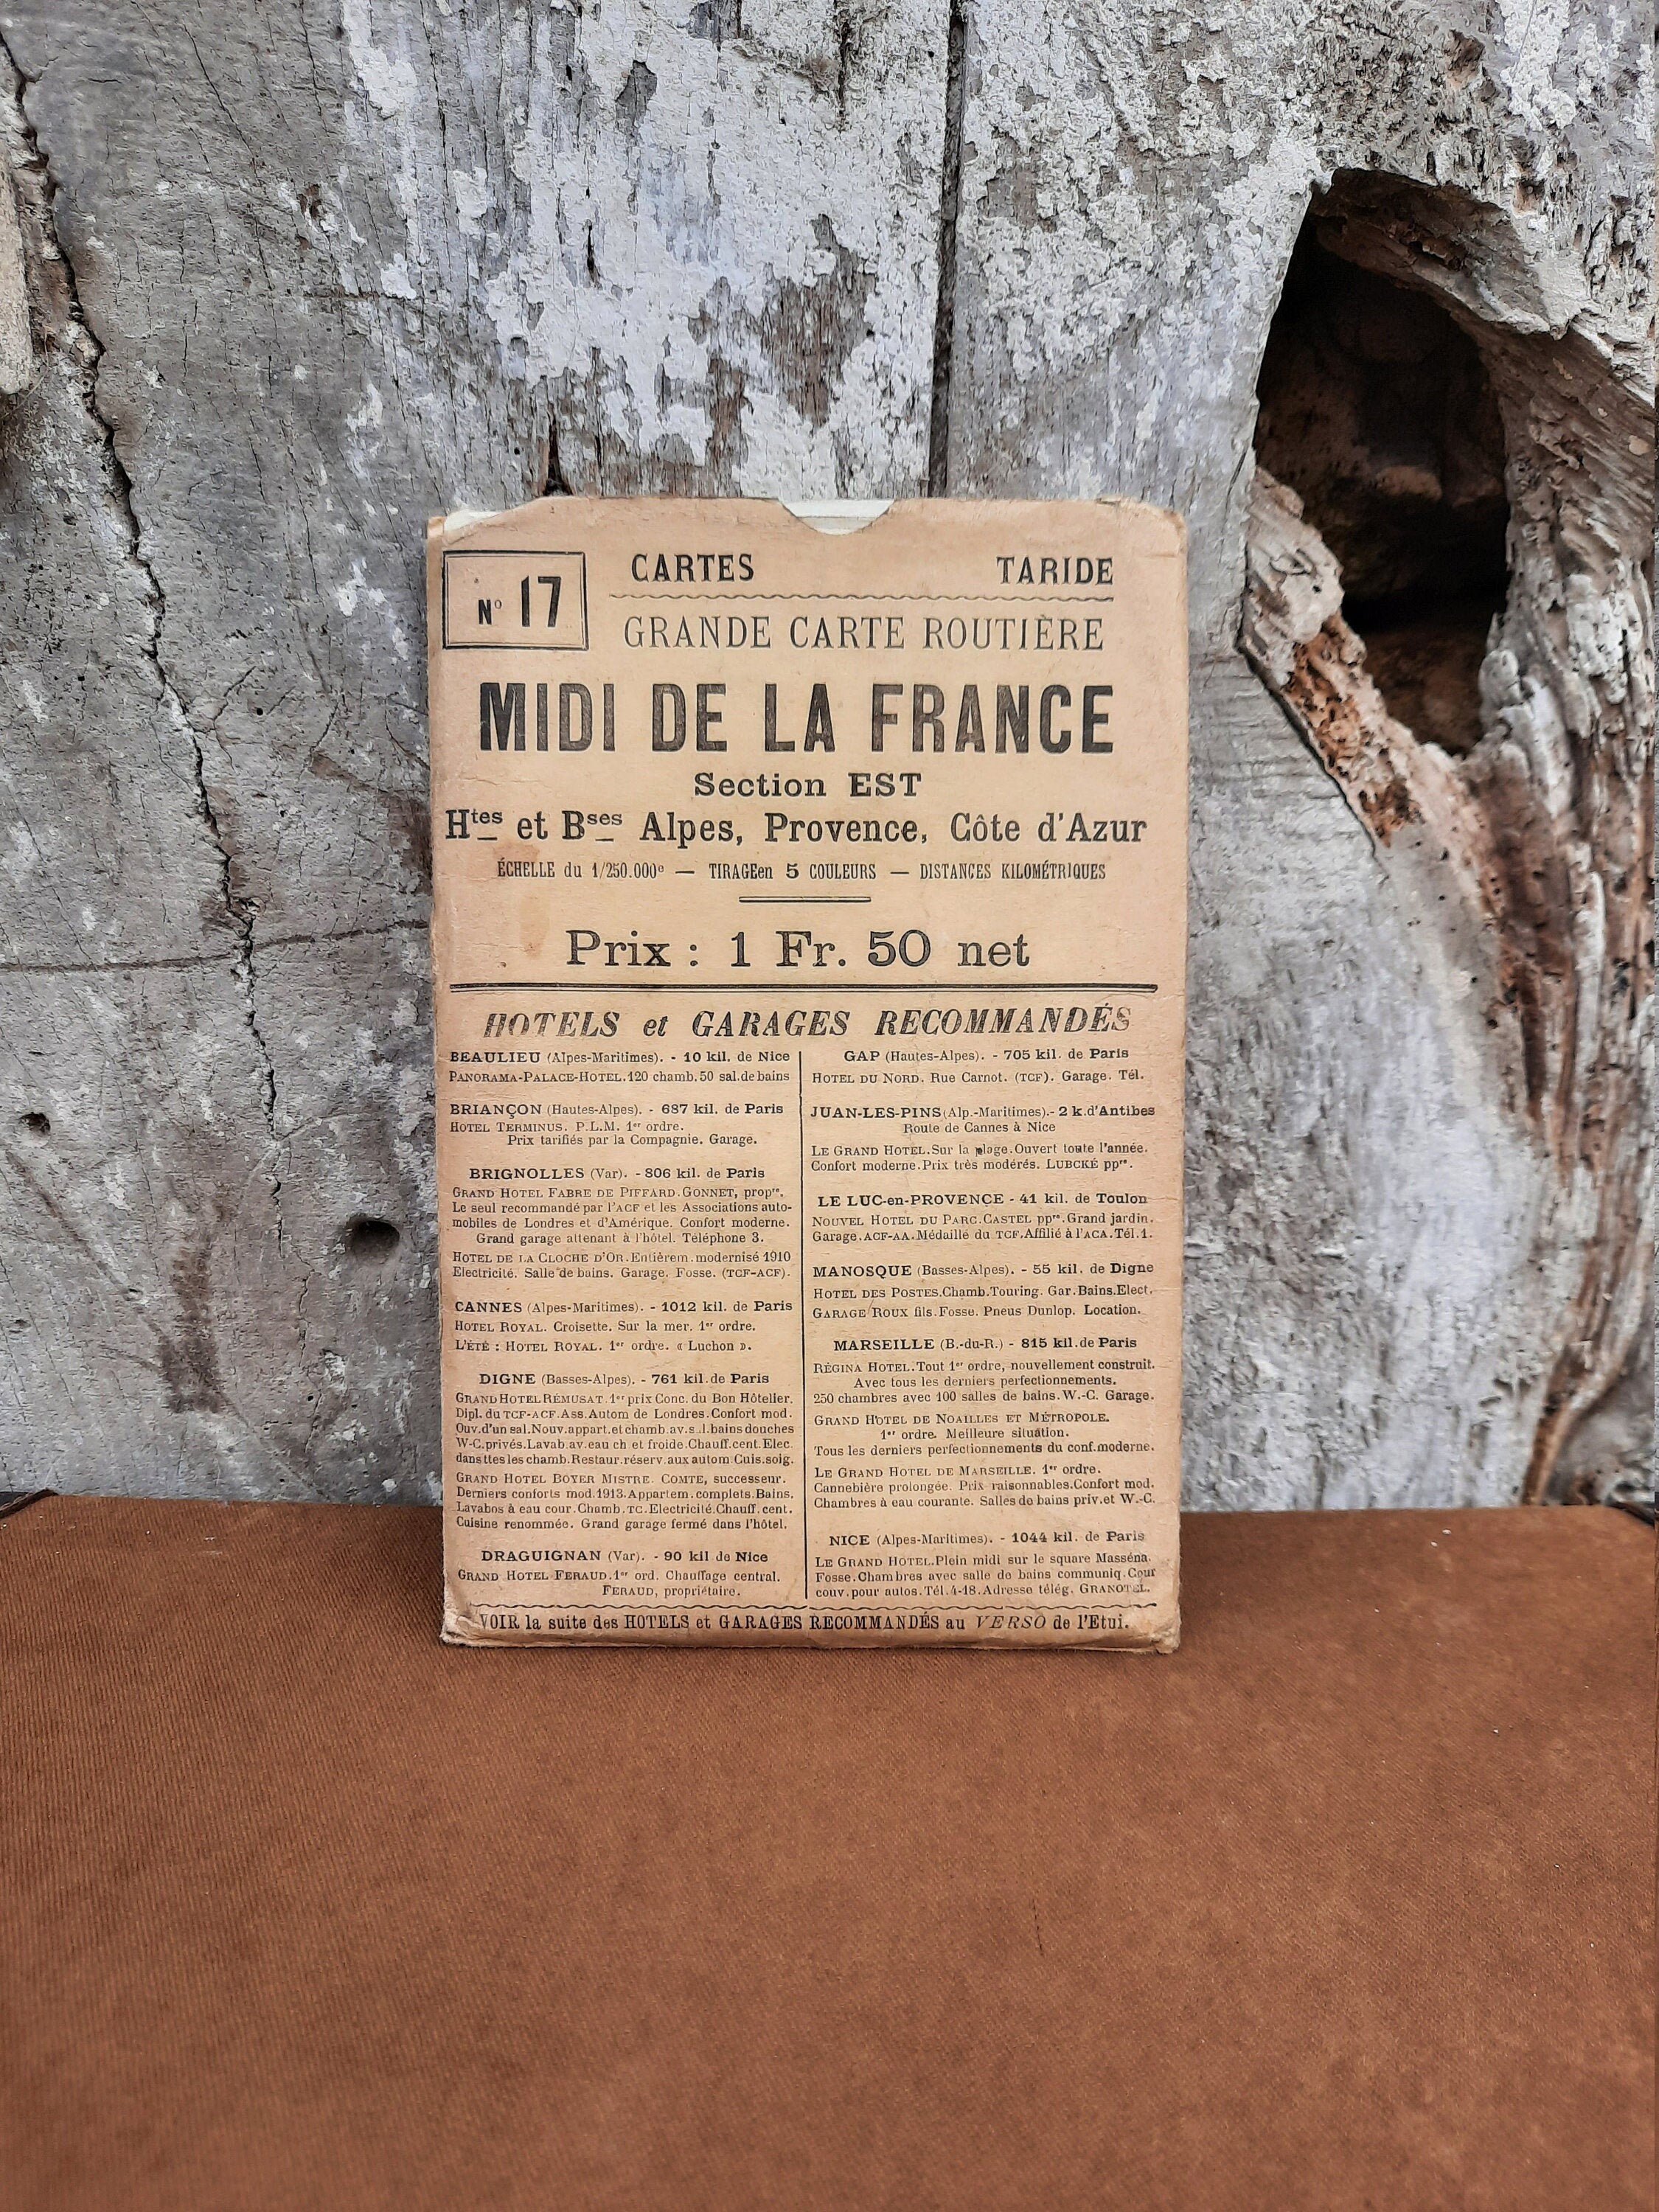 No 17
CARTES TARIDE
GRANDE CARTE ROUTIÈRE
MIDI DE LA FRANCE
Section EST
Htes et Bses Alpes, Provence, Côte d'Azur
ÉCHELLE du 1/250.000e — TIRAGE en 5 COULEURS — DISTANCES KILOMÉTRIQUES
Prix : 1 Fr. 50 net
HOTELS et GARAGES RECOMMANDÉS
BEAULIEU (Alpes-Maritimes). - 10 kil. de Nice
PANORAMA-PALACE-HOTEL. 120 chamb. 50 sal. de bains
BRIANÇON (Hautes-Alpes). - 687 kil. de Paris
HOTEL TERMINUS. P.L.M. 1er ordre.
Prix tarifiés par la Compagnie. Garage.
BRIGNOLLES (Var). - 806 kil. de Paris
GRAND HOTEL FABRE DE PIFFARD. GONNET, propre.
Le seul recommandé par l'ACF et les Associations auto-
mobiles de Londres et d'Amérique. Confort moderne.
Grand garage attenant à l'hôtel. Téléphone 3.
HOTEL DE LA CLOCHE D'OR. Entièrem. modernisé 1910
Electricité. Salle de bains. Garage. Fosse. (TCF-ACF).
CANNES (Alpes-Maritimes). - 1012 kil. de Paris
HOTEL ROYAL. Croisette. Sur la mer. 1er ordre.
L'ÉTÉ : HOTEL ROYAL. 1er ordre. « Luchon ».
DIGNE (Basses-Alpes). - 761 kil. de Paris
GRAND HOTEL RÉMUSAT. 1er prix Conc. du Bon Hôtelier.
Dipl. du TCF-ACF. Ass. Autom de Londres. Confort mod.
Ouv. d'un sal. Nouv. appart. et chamb. av. s.l. bains douches
W-C. privés. Lavab. av. eau ch et froide. Chauff. cent. Elec.
dans ttes les chamb. Restaur. réserv. aux autom Cuis. soig.
GRAND HOTEL BOYER MISTRE. COMTE, successeur.
Derniers conforts mod. 1913. Appartem. complets. Bains.
Lavabos à eau cour. Chamb. TC. Electricité. Chauff. cent.
Cuisine renommée. Grand garage fermé dans l'hôtel.
DRAGUIGNAN (Var). - 90 kil de Nice
GRAND HOTEL FERAUD. 1er ord. Chauffage central.
FERAUD, propriétaire.
GAP (Hautes-Alpes). - 705 kil. de Paris
HOTEL DU NORD. Rue Carnot. (TCF). Garage. Tél.
JUAN-LES-PINS (Alp.-Maritimes). - 2 k. d'Antibes
Route de Cannes à Nice
LE GRAND HOTEL. Sur la plage. Ouvert toute l'année.
Confort moderne. Prix très modérés. LUBCKÉ ppre.
LE LUC-en-PROVENCE - 41 kil. de Toulon
NOUVEL HOTEL DU PARC. CASTEL ppre. Grand jardin.
Garage. ACF-AA. Médaillé du TCF. Affilié à l'ACA. Tél. 1.
MANOSQUE (Basses-Alpes). - 55 kil. de Digne
HOTEL DES POSTES. Chamb. Touring. Gar. Bains. Elect.
GARAGE ROUX fils. Fosse. Pneus Dunlop. Location.
MARSEILLE (B.-du-R.) - 815 kil. de Paris
RÉGINA HOTEL. Tout 1er ordre, nouvellement construit.
Avec tous les derniers perfectionnements.
250 chambres avec 100 salles de bains. W.-C. Garage.
GRAND HOTEL DE NOAILLES ET MÉTROPOLE.
1er ordre. Meilleure situation.
Tous les derniers perfectionnements du conf. moderne.
LE GRAND HOTEL DE MARSEILLE. 1er ordre.
Cannebière prolongée. Prix raisonnables. Confort mod.
Chambres à eau courante. Salles de bains priv. et W.-C.
NICE (Alpes-Maritimes). - 1044 kil. de Paris
LE GRAND HOTEL. Plein midi sur le square Masséna.
Fosse. Chambres avec salle de bains communiq. Cour
couv. pour autos. Tél. 4-18. Adresse télég. GRANOTEL.
VOIR la suite des HOTELS et GARAGES RECOMMANDÉS au VERSO de l'Etui.